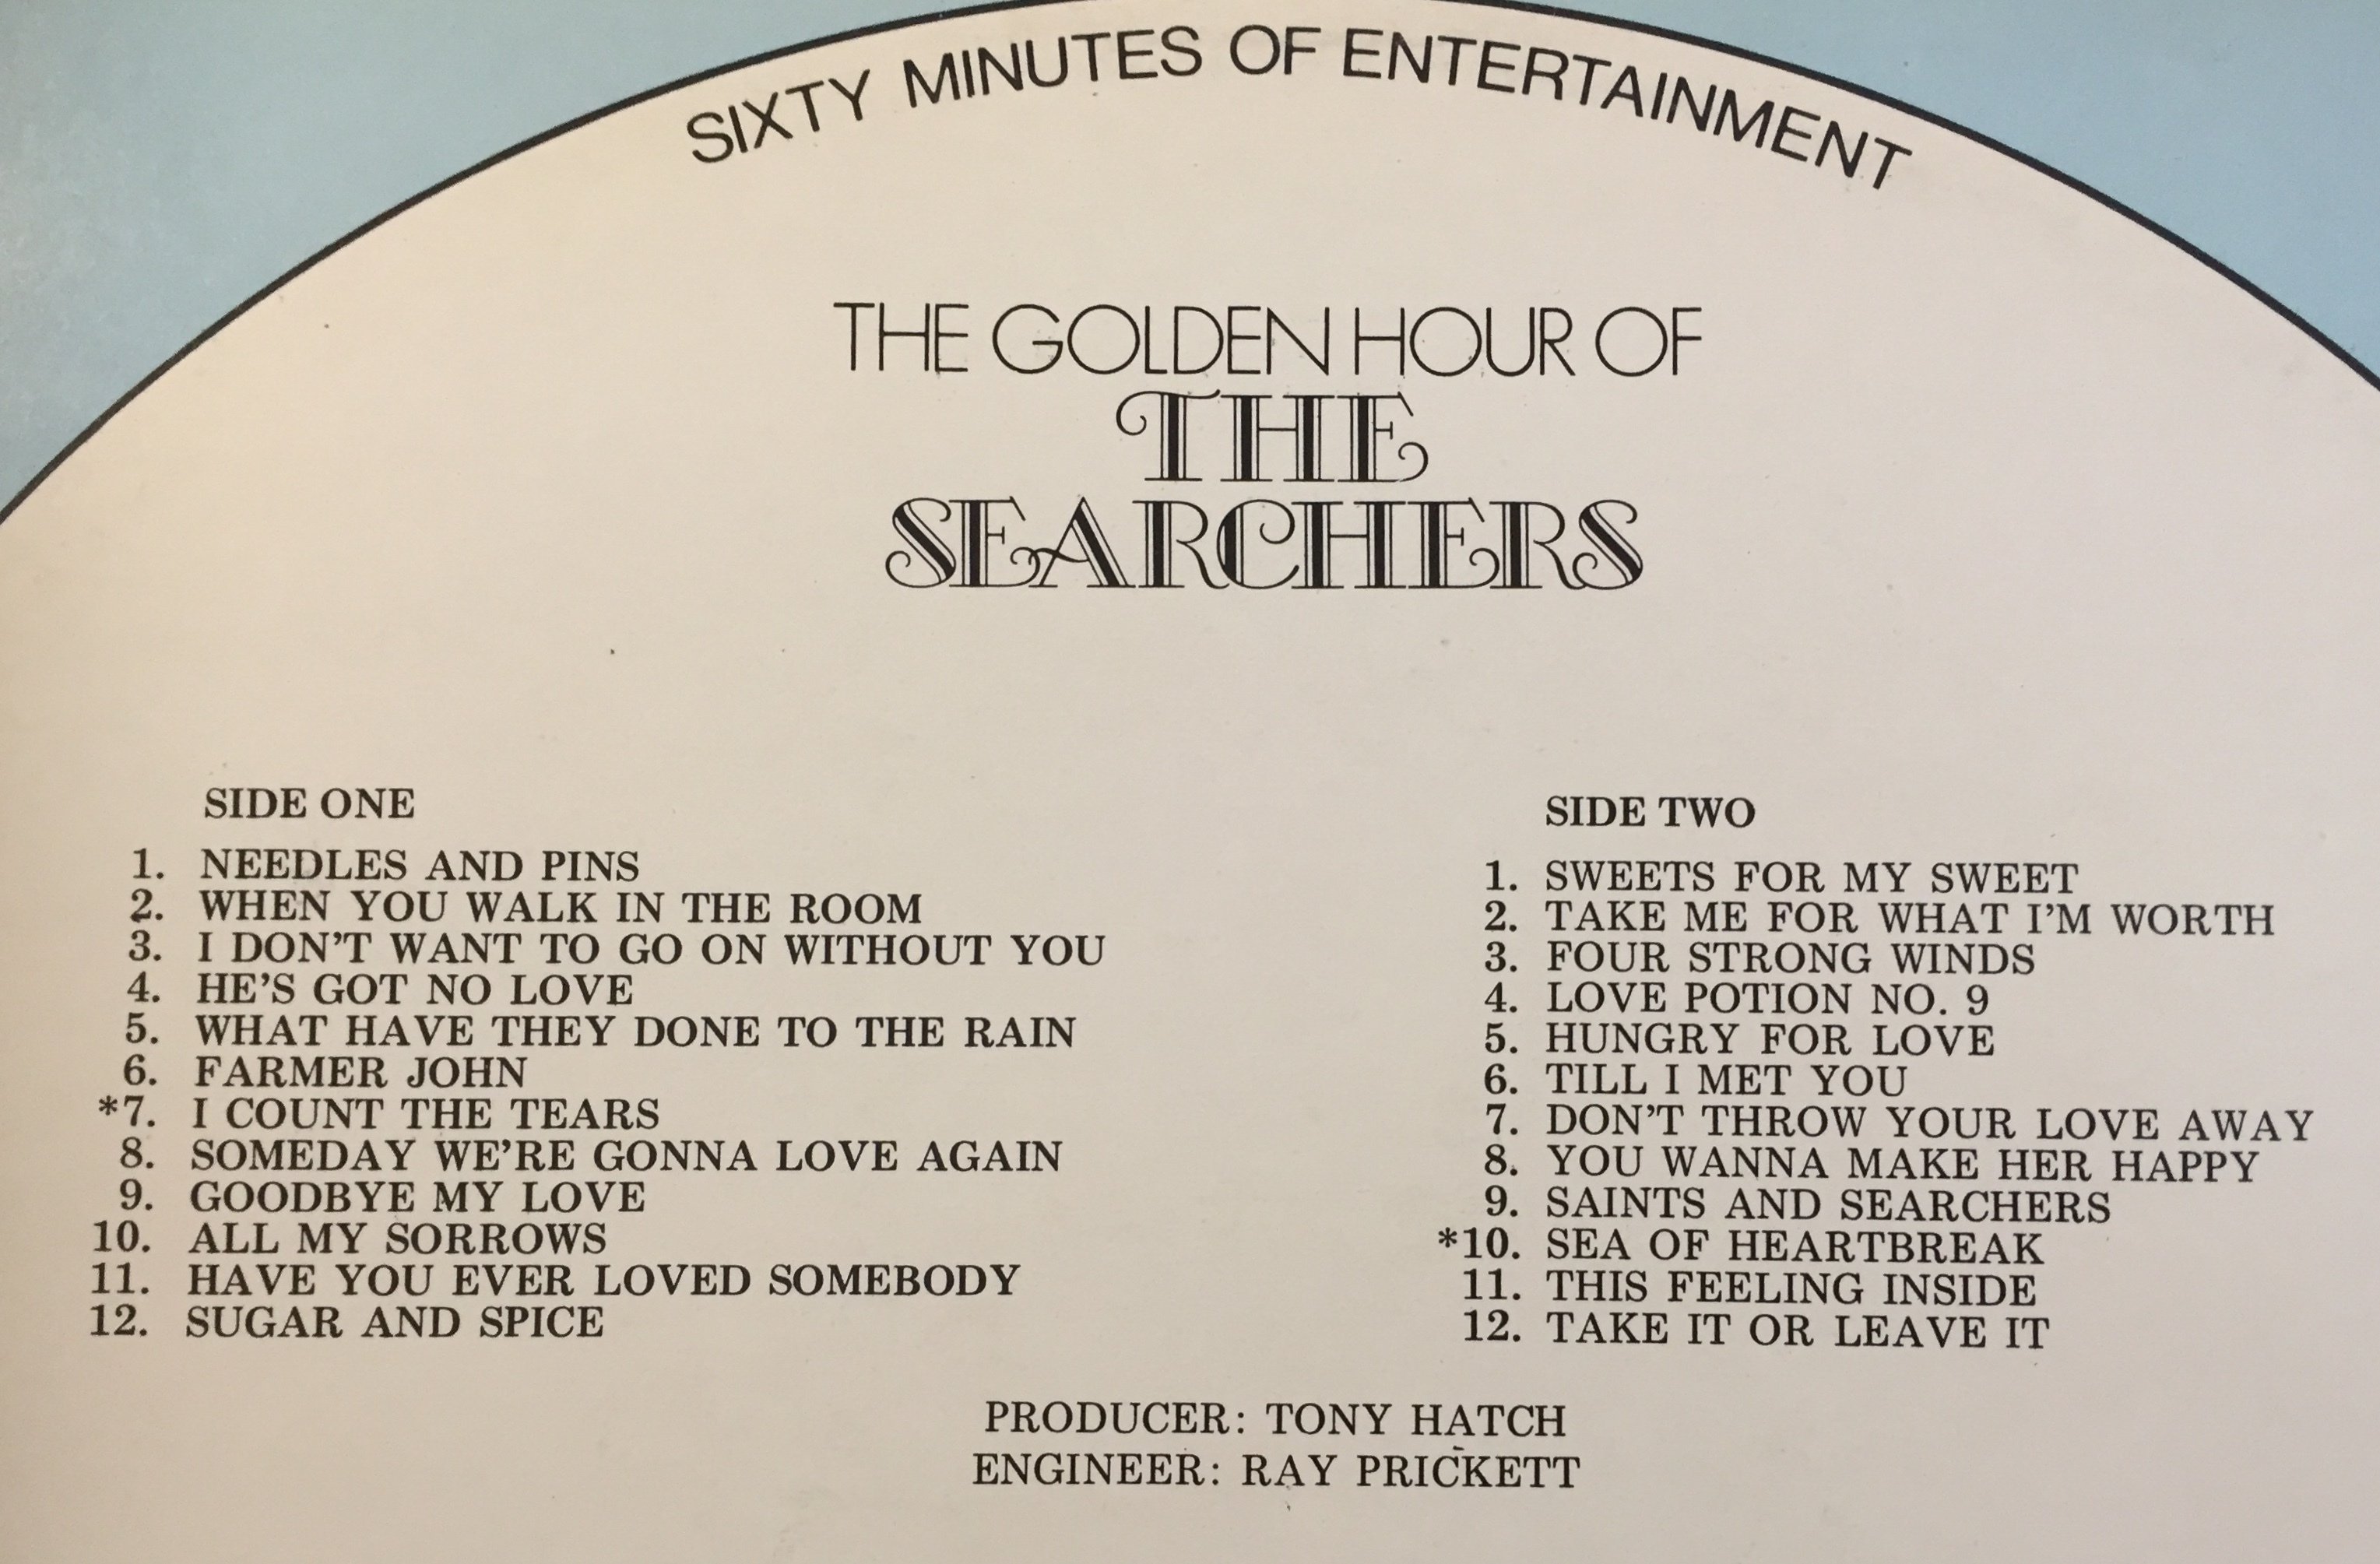 SIXTY MINUTES OF ENTERTAINMENT
THE GOLDEN HOUR OF
THE
SEARCHERS
SIDE ONE
1. NEEDLES AND PINS
2. WHEN YOU WALK IN THE ROOM
3. I DON'T WANT TO GO ON WITHOUT YOU
4. HE'S GOT NO LOVE
5. WHAT HAVE THEY DONE TO THE RAIN
6. FARMER JOHN
*7. I COUNT THE TEARS
8. SOMEDAY WE'RE GONNA LOVE AGAIN
9. GOODBYE MY LOVE
10. ALL MY SORROWS
11. HAVE YOU EVER LOVED SOMEBODY
12. SUGAR AND SPICE
SIDE TWO
1. SWEETS FOR MY SWEET
2. TAKE ME FOR WHAT I'M WORTH
3. FOUR STRONG WINDS
4. LOVE POTION NO. 9
5. HUNGRY FOR LOVE
6. TILL I MET YOU
7. DON'T THROW YOUR LOVE AWAY
8. YOU WANNA MAKE HER HAPPY
9. SAINTS AND SEARCHERS
*10. SEA OF HEARTBREAK
11. THIS FEELING INSIDE
12. TAKE IT OR LEAVE IT
PRODUCER: TONY HATCH
ENGINEER: RAY PRICKETT